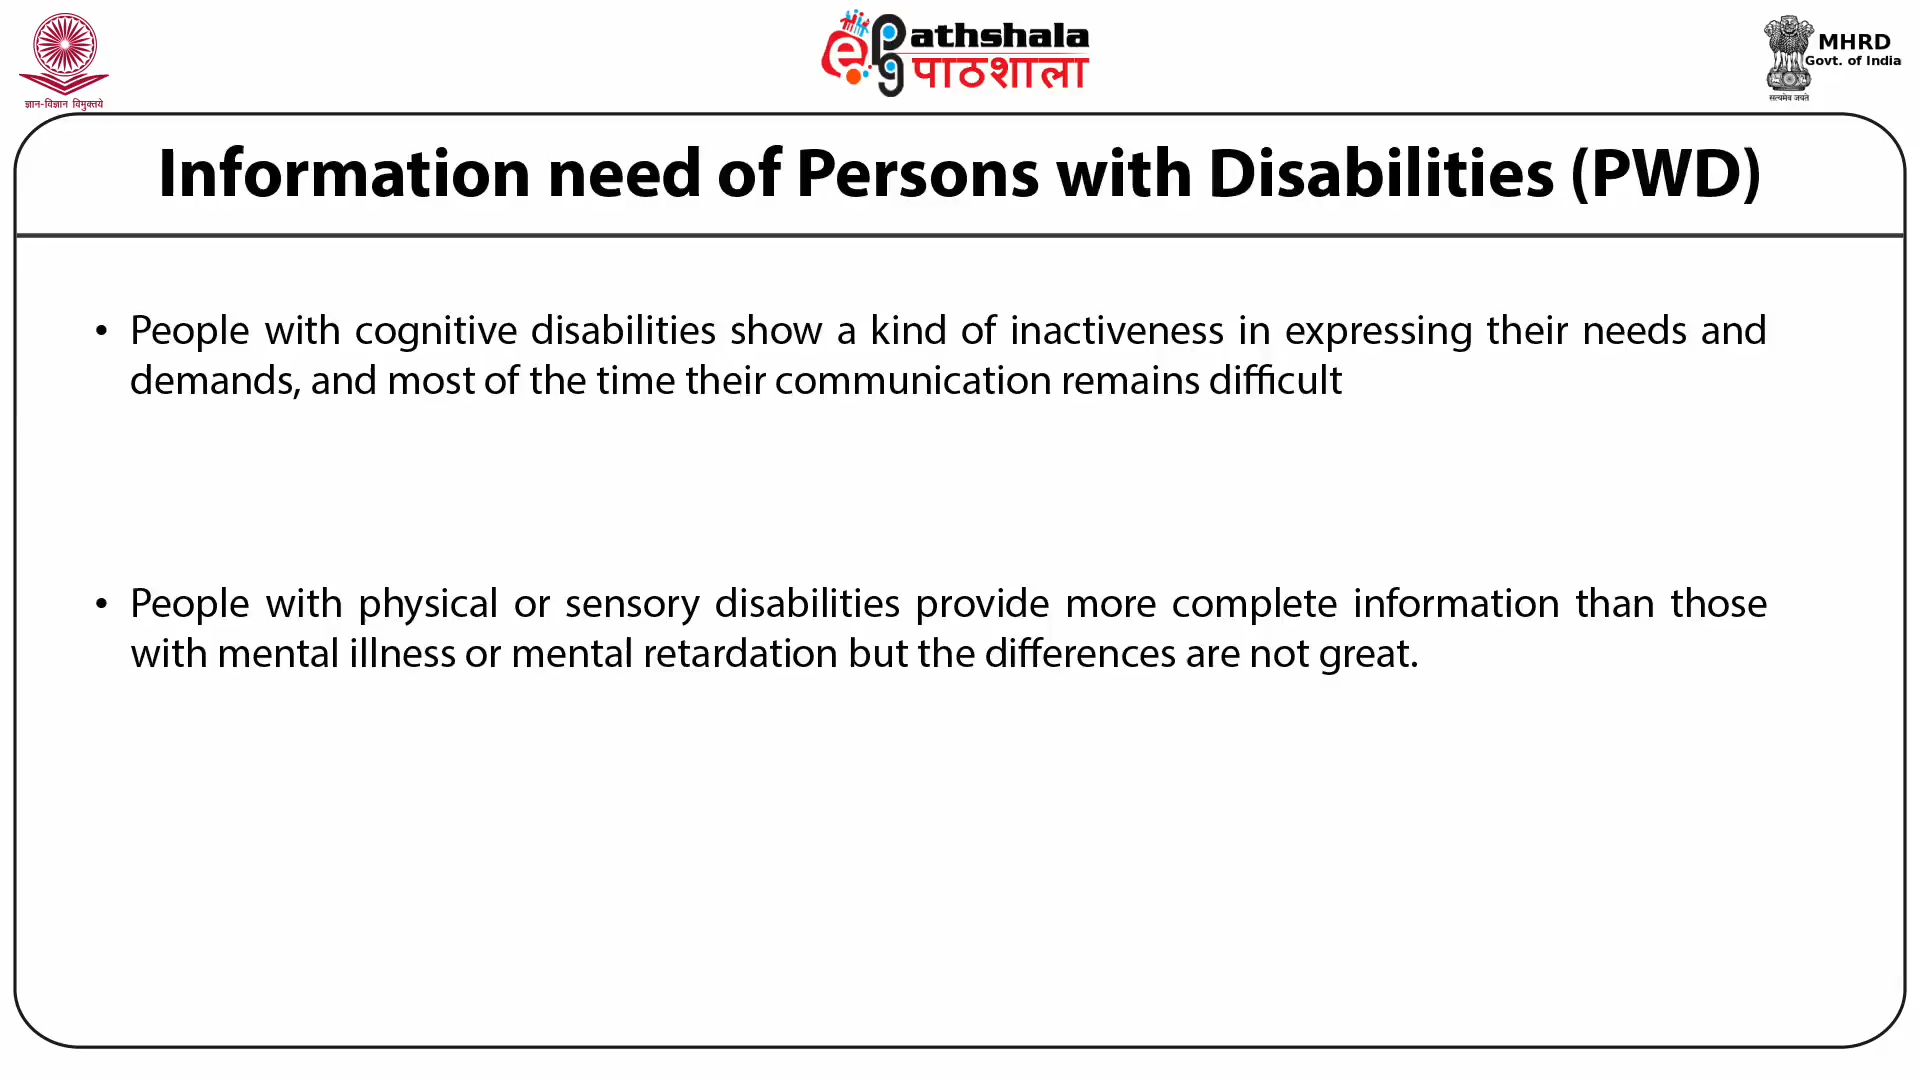 ज्ञान-विज्ञान विमुक्तये
ePG Pathshala
पाठशाला
MHRD
Govt. of India
सत्यमेव जयते
Information need of Persons with Disabilities (PWD)
• People with cognitive disabilities show a kind of inactiveness in expressing their needs and
demands, and most of the time their communication remains difficult
• People with physical or sensory disabilities provide more complete information than those
with mental illness or mental retardation but the differences are not great.